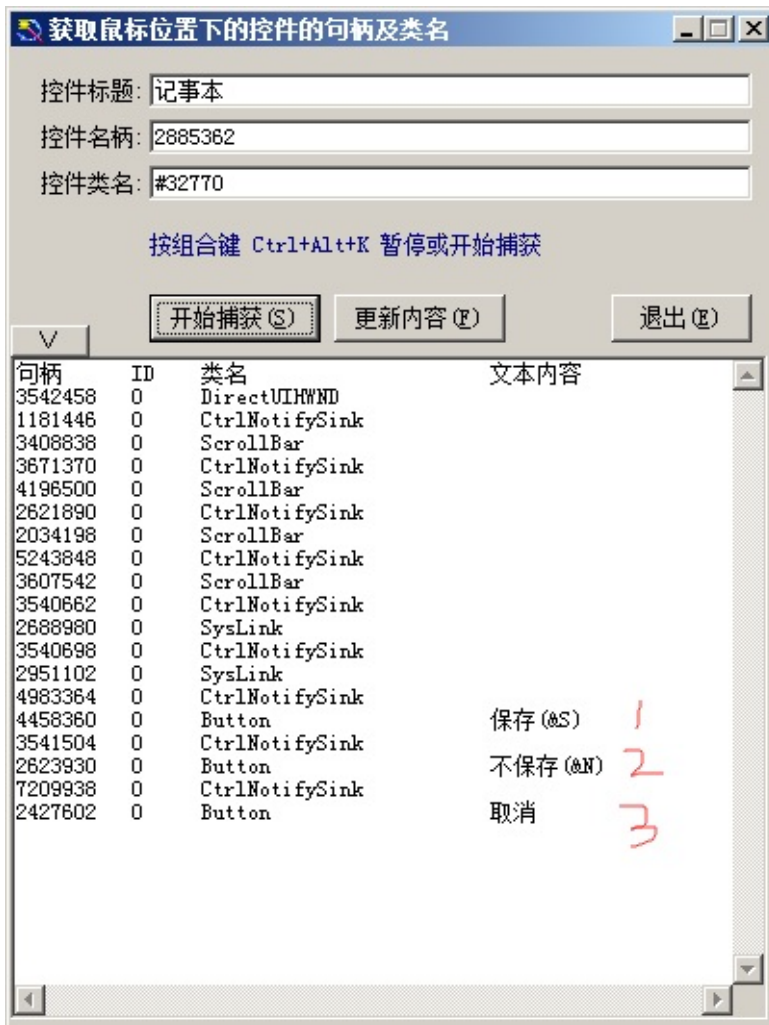 获取鼠标位置下的控件的句柄及类名
控件标题: 记事本
控件名柄: 2885362
控件类名: #32770
按组合键 Ctrl+Alt+K 暂停或开始捕获
开始捕获(S) 更新内容(F) 退出(E)
V
句柄 ID 类名 文本内容
3542458 0 DirectUIHWND
1181446 0 CtrlNotifySink
3408838 0 ScrollBar
3671370 0 CtrlNotifySink
4196500 0 ScrollBar
2621890 0 CtrlNotifySink
2034198 0 ScrollBar
5243848 0 CtrlNotifySink
3607542 0 ScrollBar
3540662 0 CtrlNotifySink
2688980 0 SysLink
3540698 0 CtrlNotifySink
2951102 0 SysLink
4983364 0 CtrlNotifySink
4458360 0 Button 保存(&S) 1
3541504 0 CtrlNotifySink
2623930 0 Button 不保存(&N) 2
7209938 0 CtrlNotifySink
2427602 0 Button 取消 3